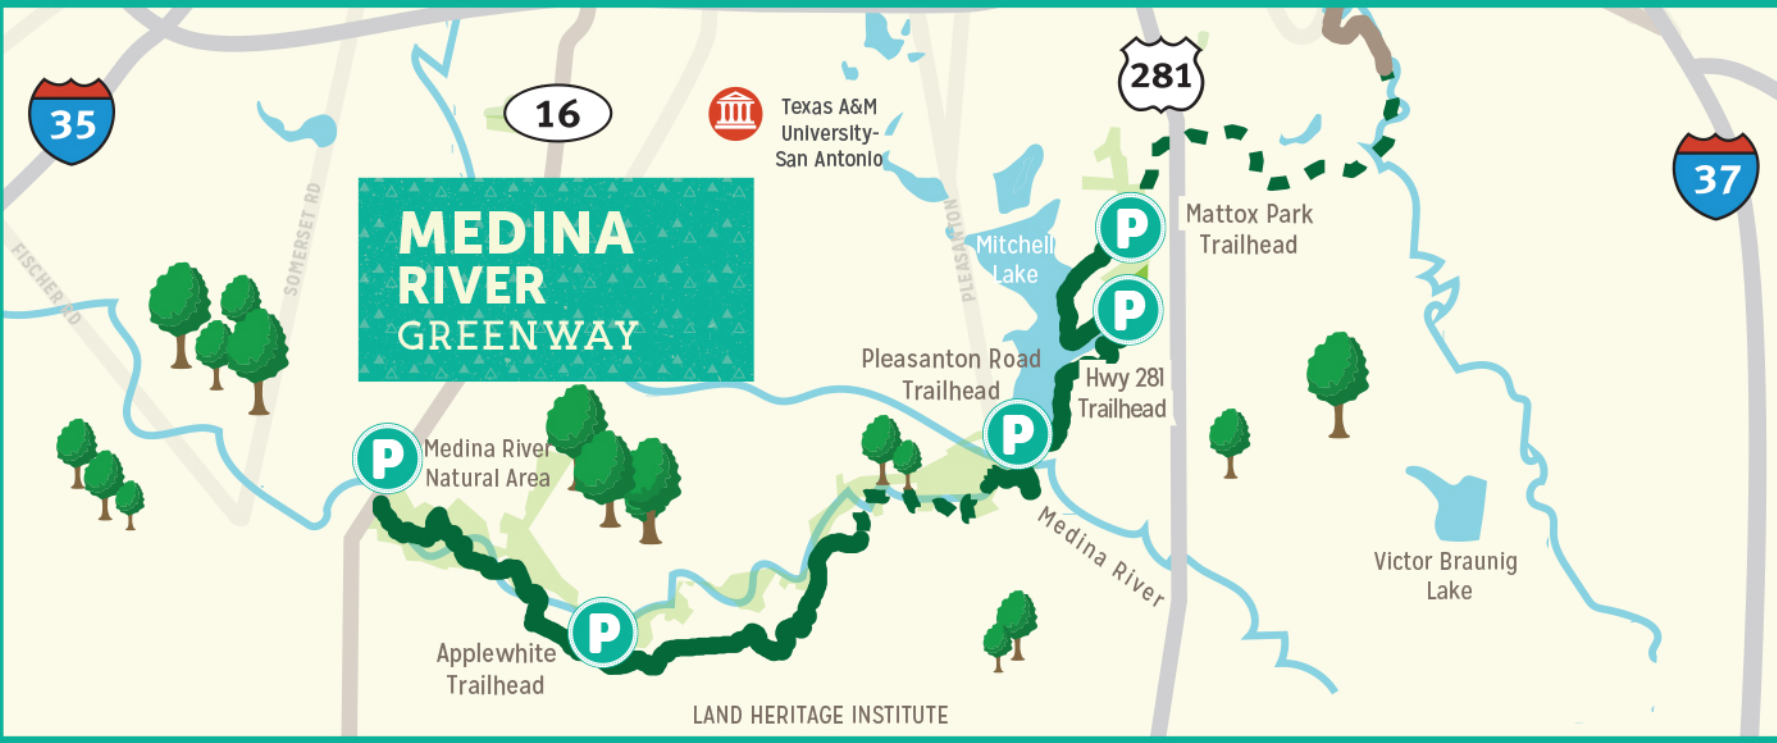 35
16
281
37
Texas A&M
University-
San Antonio
FISCHER RD
SOMERSET RD
PLEASANTON
MEDINA
RIVER
GREENWAY
Mitchell
Lake
P
Mattox Park
Trailhead
P
Hwy 281
Trailhead
Pleasanton Road
Trailhead
P
P
Medina River
Natural Area
Medina River
Victor Braunig
Lake
P
Applewhite
Trailhead
LAND HERITAGE INSTITUTE